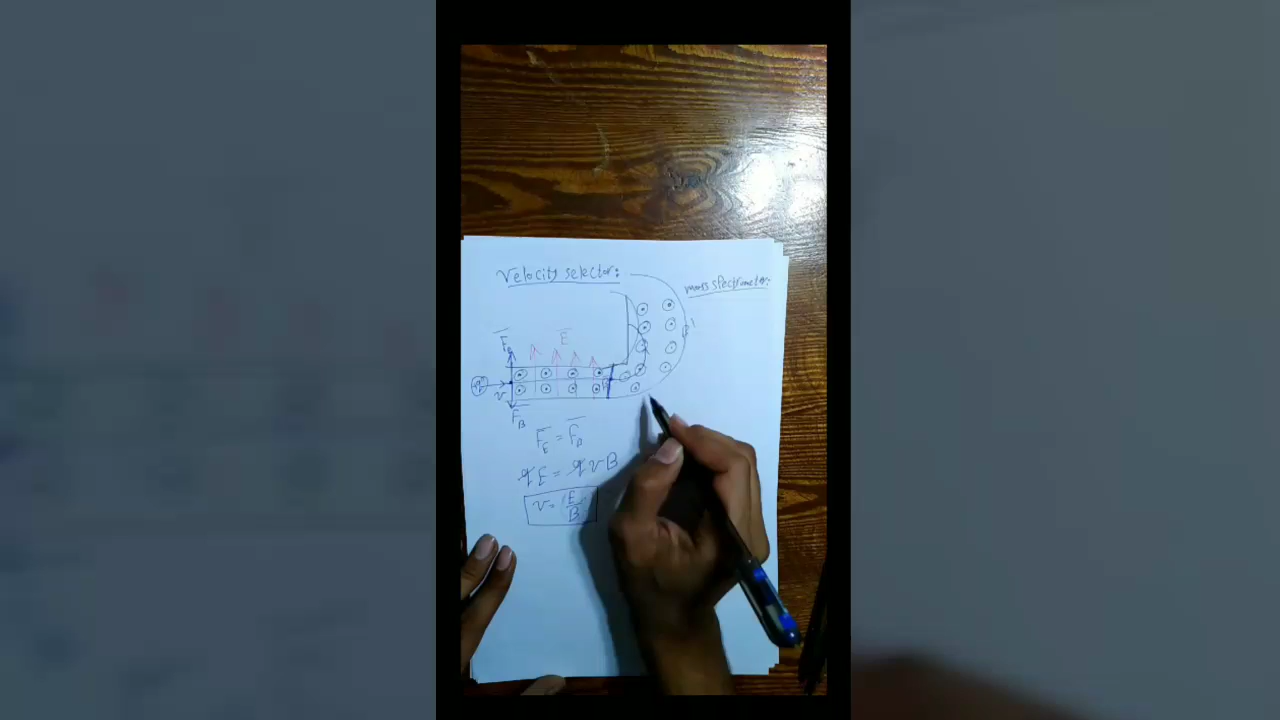 Velocity selector:
mass spectrometer:
E
F_E
q
v
F_B
F_E = F_B
qE = qvB
v = E/B